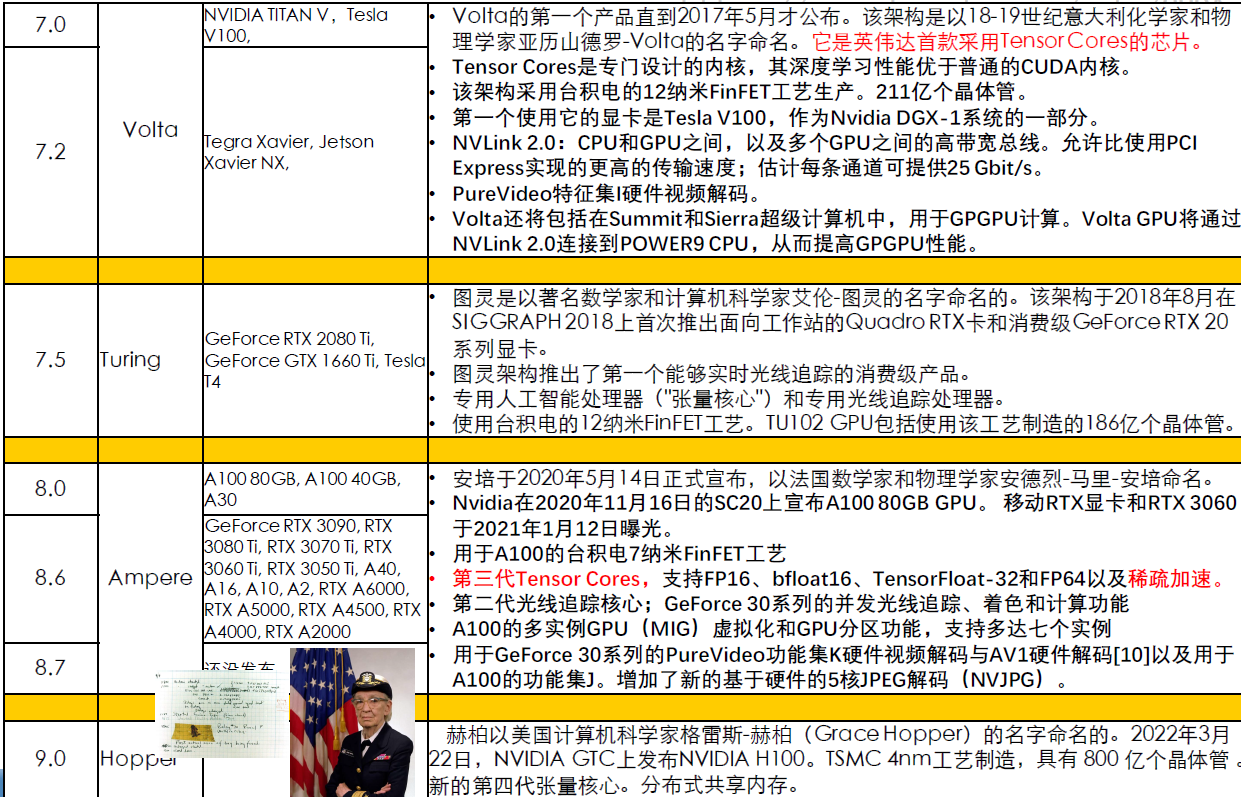 7.0
Volta
NVIDIA TITAN V，Tesla
V100,
• Volta的第一个产品直到2017年5月才公布。该架构是以18-19世纪意大利化学家和物
理学家亚历山德罗-Volta的名字命名。它是英伟达首款采用Tensor Cores的芯片。
• Tensor Cores是专门设计的内核，其深度学习性能优于普通的CUDA内核。
• 该架构采用台积电的12纳米FinFET工艺生产。211亿个晶体管。
• 第一个使用它的显卡是Tesla V100，作为Nvidia DGX-1系统的一部分。
• NVLink 2.0：CPU和GPU之间，以及多个GPU之间的高带宽总线。允许比使用PCI
Express实现的更高的传输速度；估计每条通道可提供25 Gbit/s。
• PureVideo特征集I硬件视频解码。
• Volta还将包括在Summit和Sierra超级计算机中，用于GPGPU计算。Volta GPU将通过
NVLink 2.0连接到POWER9 CPU，从而提高GPGPU性能。
7.2
Tegra Xavier, Jetson
Xavier NX,
7.5
Turing
GeForce RTX 2080 Ti,
GeForce GTX 1660 Ti, Tesla
T4
• 图灵是以著名数学家和计算机科学家艾伦-图灵的名字命名的。该架构于2018年8月在
SIGGRAPH 2018上首次推出面向工作站的Quadro RTX卡和消费级GeForce RTX 20
系列显卡。
• 图灵架构推出了第一个能够实时光线追踪的消费级产品。
• 专用人工智能处理器（"张量核心"）和专用光线追踪处理器。
• 使用台积电的12纳米FinFET工艺。TU102 GPU包括使用该工艺制造的186亿个晶体管。
8.0
Ampere
A100 80GB, A100 40GB,
A30
• 安培于2020年5月14日正式宣布，以法国数学家和物理学家安德烈-马里-安培命名。
• Nvidia在2020年11月16日的SC20上宣布A100 80GB GPU。 移动RTX显卡和RTX 3060
于2021年1月12日曝光。
• 用于A100的台积电7纳米FinFET工艺
• 第三代Tensor Cores，支持FP16、bfloat16、TensorFloat-32和FP64以及稀疏加速。
• 第二代光线追踪核心；GeForce 30系列的并发光线追踪、着色和计算功能
• A100的多实例GPU（MIG）虚拟化和GPU分区功能，支持多达七个实例
• 用于GeForce 30系列的PureVideo功能集K硬件视频解码与AV1硬件解码[10]以及用于
A100的功能集J。增加了新的基于硬件的5核JPEG解码（NVJPG）。
8.6
GeForce RTX 3090, RTX
3080 Ti, RTX 3070 Ti, RTX
3060 Ti, RTX 3050 Ti, A40,
A16, A10, A2, RTX A6000,
RTX A5000, RTX A4500, RTX
A4000, RTX A2000
8.7
还没发布
9.0
Hopper
赫柏以美国计算机科学家格雷斯-赫柏（Grace Hopper）的名字命名的。2022年3月
22日，NVIDIA GTC上发布NVIDIA H100。TSMC 4nm工艺制造，具有 800 亿个晶体管 。
新的第四代张量核心。分布式共享内存。